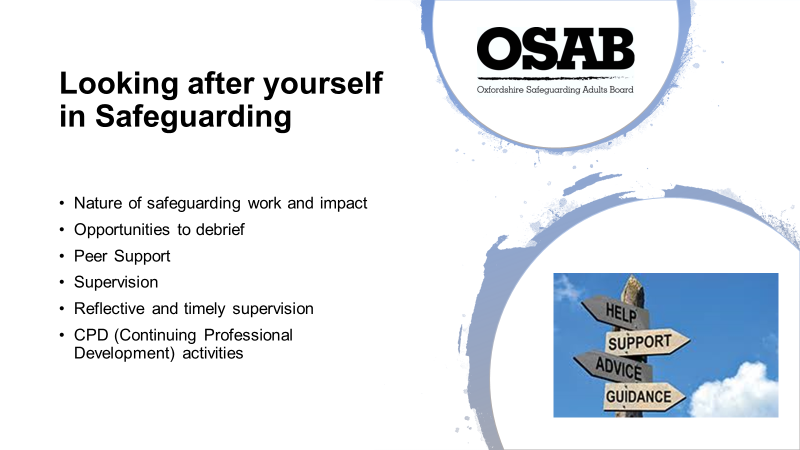 Looking after yourself
in Safeguarding
OSAB
Oxfordshire Safeguarding Adults Board
• Nature of safeguarding work and impact
• Opportunities to debrief
• Peer Support
• Supervision
• Reflective and timely supervision
• CPD (Continuing Professional
Development) activities
HELP
SUPPORT
ADVICE
GUIDANCE